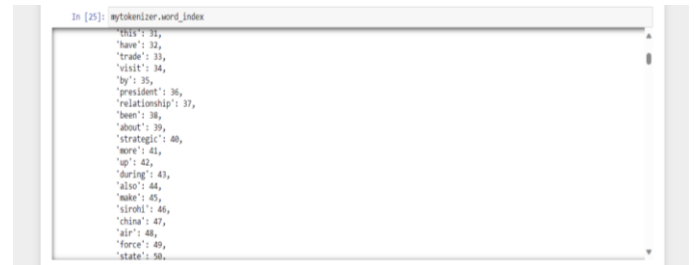 In [25]: mytokenizer.word_index
'this': 31,
'have': 32,
'trade': 33,
'visit': 34,
'by': 35,
'president': 36,
'relationship': 37,
'been': 38,
'about': 39,
'strategic': 40,
'more': 41,
'up': 42,
'during': 43,
'also': 44,
'make': 45,
'sirohi': 46,
'china': 47,
'air': 48,
'force': 49,
'state': 50,